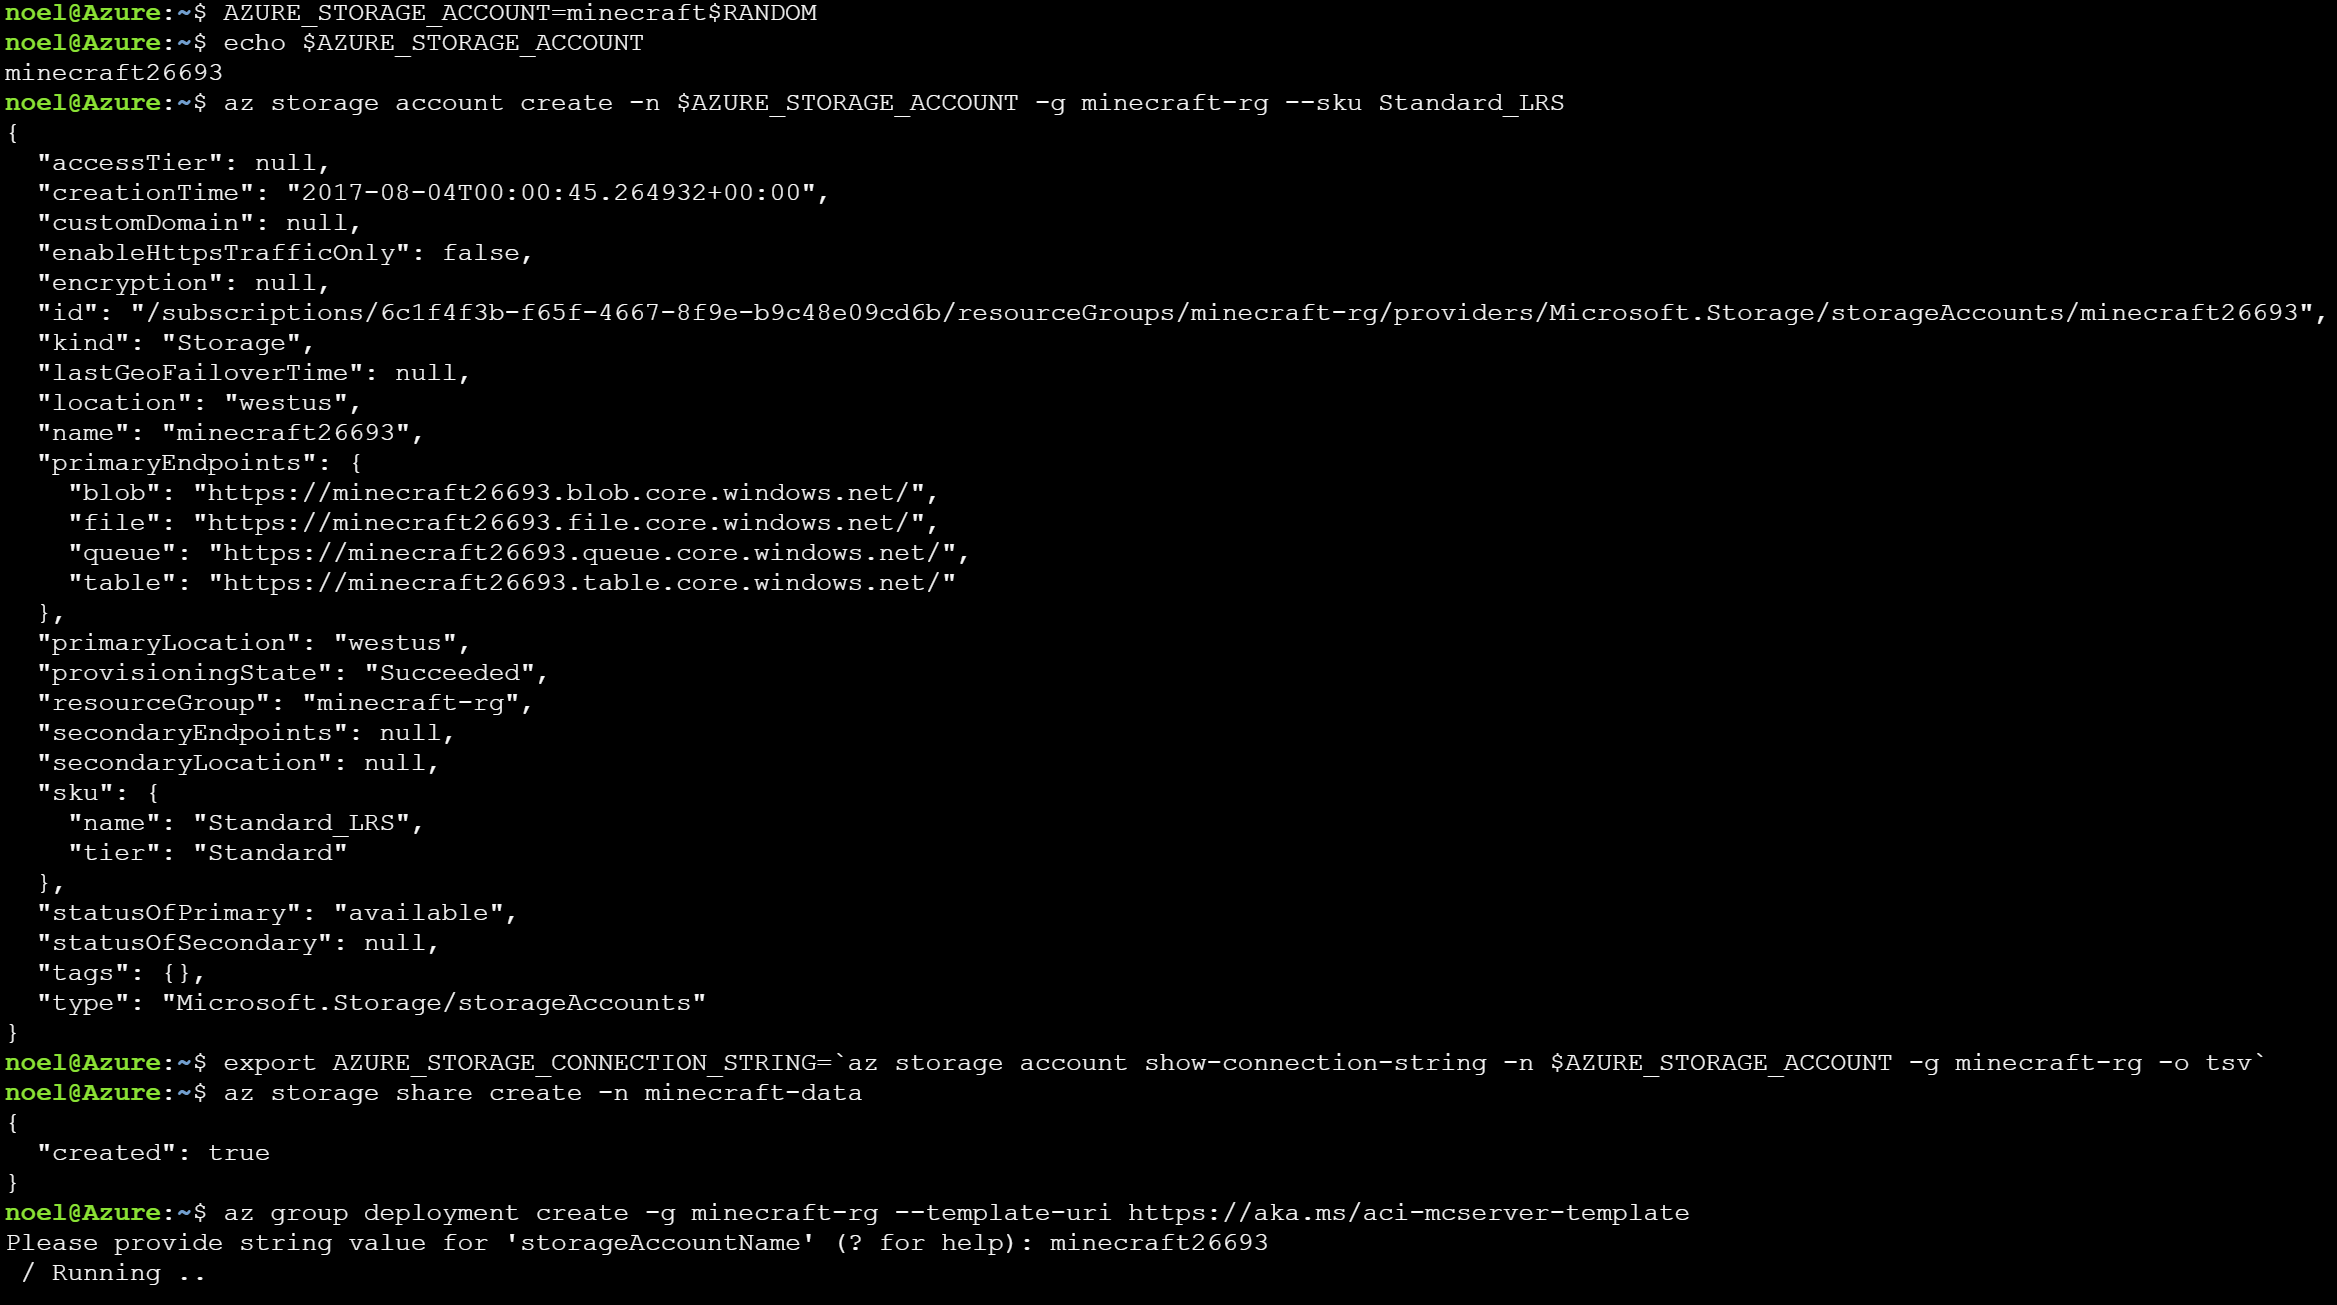 noel@Azure:~$ AZURE_STORAGE_ACCOUNT=minecraft$RANDOM
noel@Azure:~$ echo $AZURE_STORAGE_ACCOUNT
minecraft26693
noel@Azure:~$ az storage account create -n $AZURE_STORAGE_ACCOUNT -g minecraft-rg --sku Standard_LRS
{
  "accessTier": null,
  "creationTime": "2017-08-04T00:00:45.264932+00:00",
  "customDomain": null,
  "enableHttpsTrafficOnly": false,
  "encryption": null,
  "id": "/subscriptions/6c1f4f3b-f65f-4667-8f9e-b9c48e09cd6b/resourceGroups/minecraft-rg/providers/Microsoft.Storage/storageAccounts/minecraft26693",
  "kind": "Storage",
  "lastGeoFailoverTime": null,
  "location": "westus",
  "name": "minecraft26693",
  "primaryEndpoints": {
    "blob": "https://minecraft26693.blob.core.windows.net/",
    "file": "https://minecraft26693.file.core.windows.net/",
    "queue": "https://minecraft26693.queue.core.windows.net/",
    "table": "https://minecraft26693.table.core.windows.net/"
  },
  "primaryLocation": "westus",
  "provisioningState": "Succeeded",
  "resourceGroup": "minecraft-rg",
  "secondaryEndpoints": null,
  "secondaryLocation": null,
  "sku": {
    "name": "Standard_LRS",
    "tier": "Standard"
  },
  "statusOfPrimary": "available",
  "statusOfSecondary": null,
  "tags": {},
  "type": "Microsoft.Storage/storageAccounts"
}
noel@Azure:~$ export AZURE_STORAGE_CONNECTION_STRING=`az storage account show-connection-string -n $AZURE_STORAGE_ACCOUNT -g minecraft-rg -o tsv`
noel@Azure:~$ az storage share create -n minecraft-data
{
  "created": true
}
noel@Azure:~$ az group deployment create -g minecraft-rg --template-uri https://aka.ms/aci-mcserver-template
Please provide string value for 'storageAccountName' (? for help): minecraft26693
 / Running ..